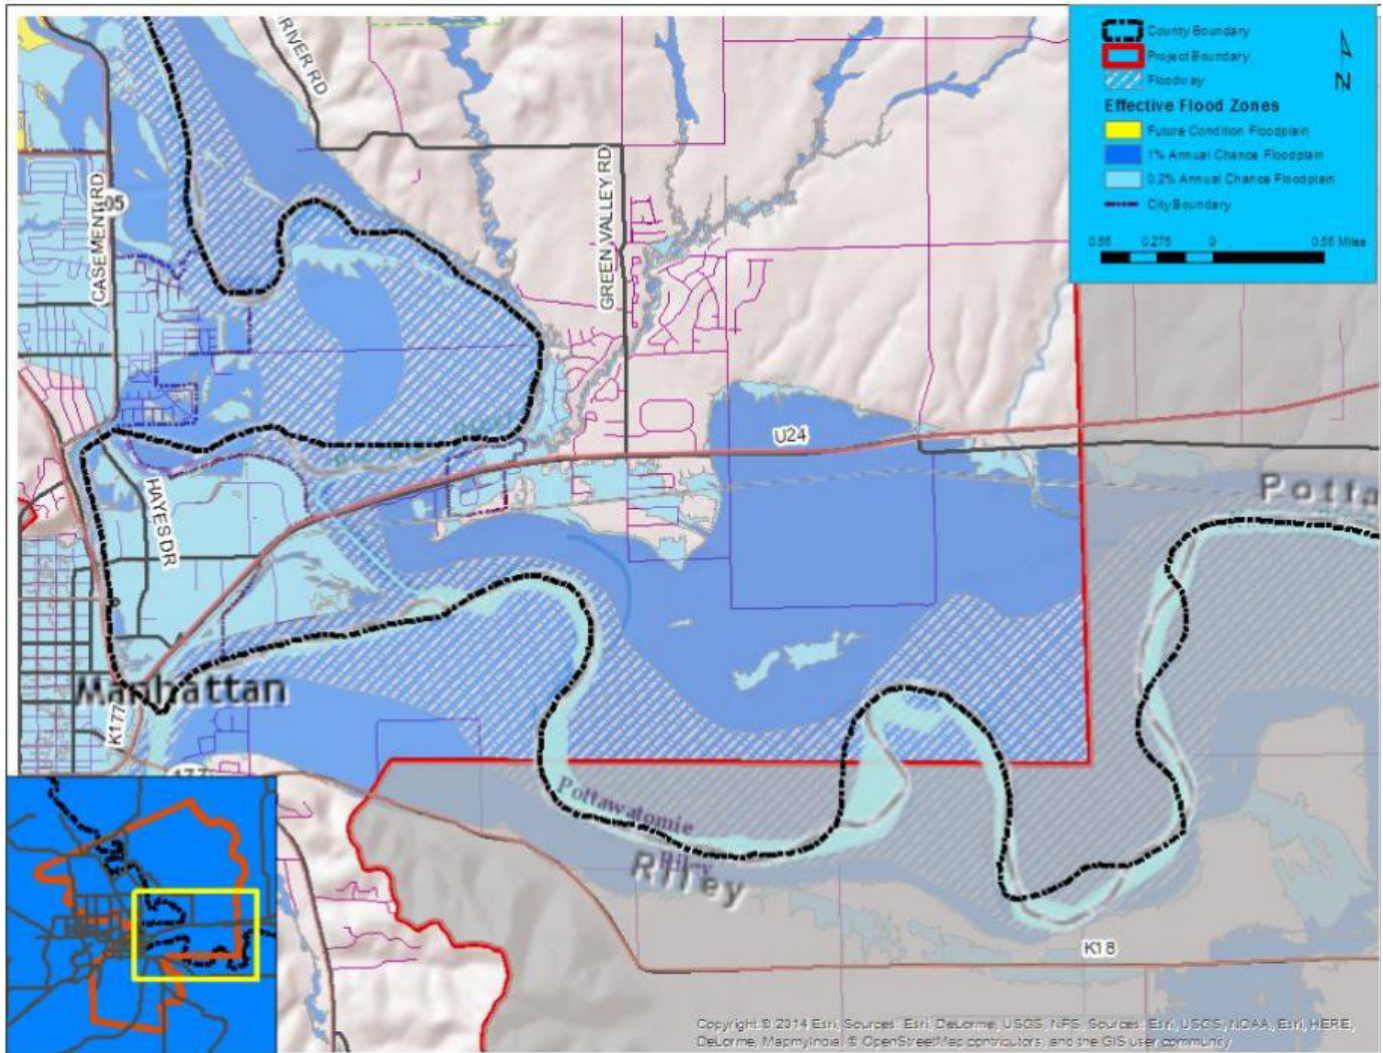 County Boundary
Project Boundary
Floodway
N
Effective Flood Zones
Future Condition Floodplain
1% Annual Chance Floodplain
0.2% Annual Chance Floodplain
City Boundary
0.55 0.275 0 0.55 Miles
RIVER RD
CASEMENT RD
GREEN VALLEY RD
U24
HAYES DR
Potta
Manhattan
K177
Pottawatomie
Riley
Riley
K18
Copyright:© 2014 Esri, Sources: Esri, DeLorme, USGS, NPS, Sources: Esri, USGS, NOAA, Esri, HERE,
DeLorme, MapmyIndia, © OpenStreetMap contributors, and the GIS user community